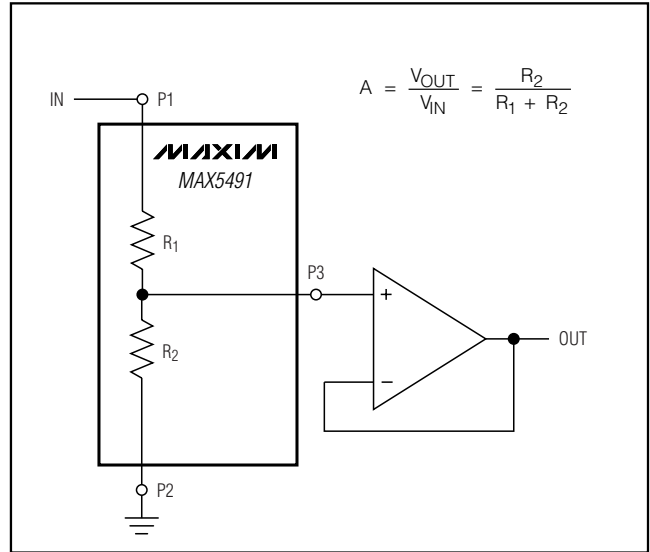 IN
P1
A = V_OUT / V_IN = R_2 / (R_1 + R_2)
MAXIM
MAX5491
R_1
P3
+
R_2
−
OUT
P2